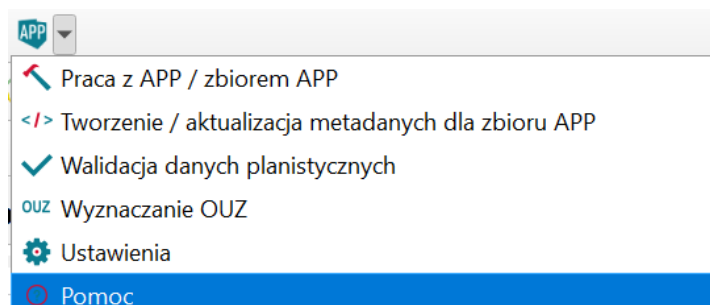 APP
Praca z APP / zbiorem APP
</> Tworzenie / aktualizacja metadanych dla zbioru APP
Walidacja danych planistycznych
OUZ Wyznaczanie OUZ
Ustawienia
Pomoc